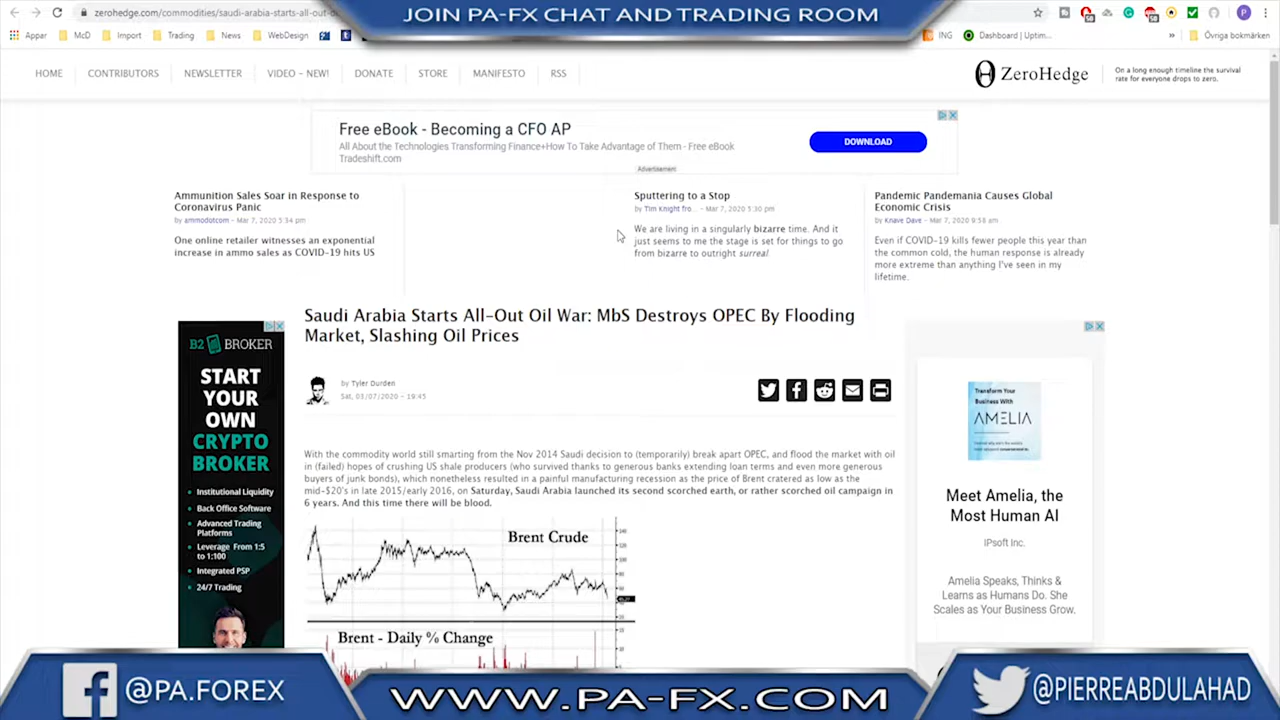 JOIN PA-FX CHAT AND TRADING ROOM
zerohedge.com/commodities/saudi-arabia-starts-all-out-
Appar
McD
Import
Trading
News
WebDesign
ING
Dashboard | Uptim...
»
Övriga bokmärken
HOME
CONTRIBUTORS
NEWSLETTER
VIDEO – NEW!
DONATE
STORE
MANIFESTO
RSS
ZeroHedge
On a long enough timeline the survival
rate for everyone drops to zero.
Free eBook - Becoming a CFO AP
All About the Technologies Transforming Finance+How To Take Advantage of Them - Free eBook
Tradeshift.com
DOWNLOAD
Advertisement
Ammunition Sales Soar in Response to
Coronavirus Panic
by ammodotcom - Mar 7, 2020 5:34 pm
One online retailer witnesses an exponential
increase in ammo sales as COVID-19 hits US
Sputtering to a Stop
by Tim Knight fro... - Mar 7, 2020 5:30 pm
We are living in a singularly bizarre time. And it
just seems to me the stage is set for things to go
from bizarre to outright surreal!
Pandemic Pandemania Causes Global
Economic Crisis
by Knave Dave - Mar 7, 2020 9:58 am
Even if COVID-19 kills fewer people this year than
the common cold, the human response is already
more extreme than anything I've seen in my
lifetime.
Saudi Arabia Starts All-Out Oil War: MbS Destroys OPEC By Flooding
Market, Slashing Oil Prices
by Tyler Durden
Sat, 03/07/2020 - 19:45
With the commodity world still smarting from the Nov 2014 Saudi decision to (temporarily) break apart OPEC, and flood the market with oil
in (failed) hopes of crushing US shale producers (who survived thanks to generous banks extending loan terms and even more generous
buyers of junk bonds), which nonetheless resulted in a painful manufacturing recession as the price of Brent cratered as low as the
mid-$20's in late 2015/early 2016, on Saturday, Saudi Arabia launched its second scorched earth, or rather scorched oil campaign in
6 years. And this time there will be blood.
Brent Crude
Brent - Daily % Change
B2 BROKER
START
YOUR
OWN
CRYPTO
BROKER
• Institutional Liquidity
• Back Office Software
• Advanced Trading
Platforms
• Leverage From 1:5
to 1:100
• Integrated PSP
• 24/7 Trading
Transform Your
Business With
AMELIA
Meet Amelia, the
Most Human AI
IPsoft Inc.
Amelia Speaks, Thinks &
Learns as Humans Do. She
Scales as Your Business Grow.
@PA.FOREX
WWW.PA-FX.COM
@PIERREABDULAHAD